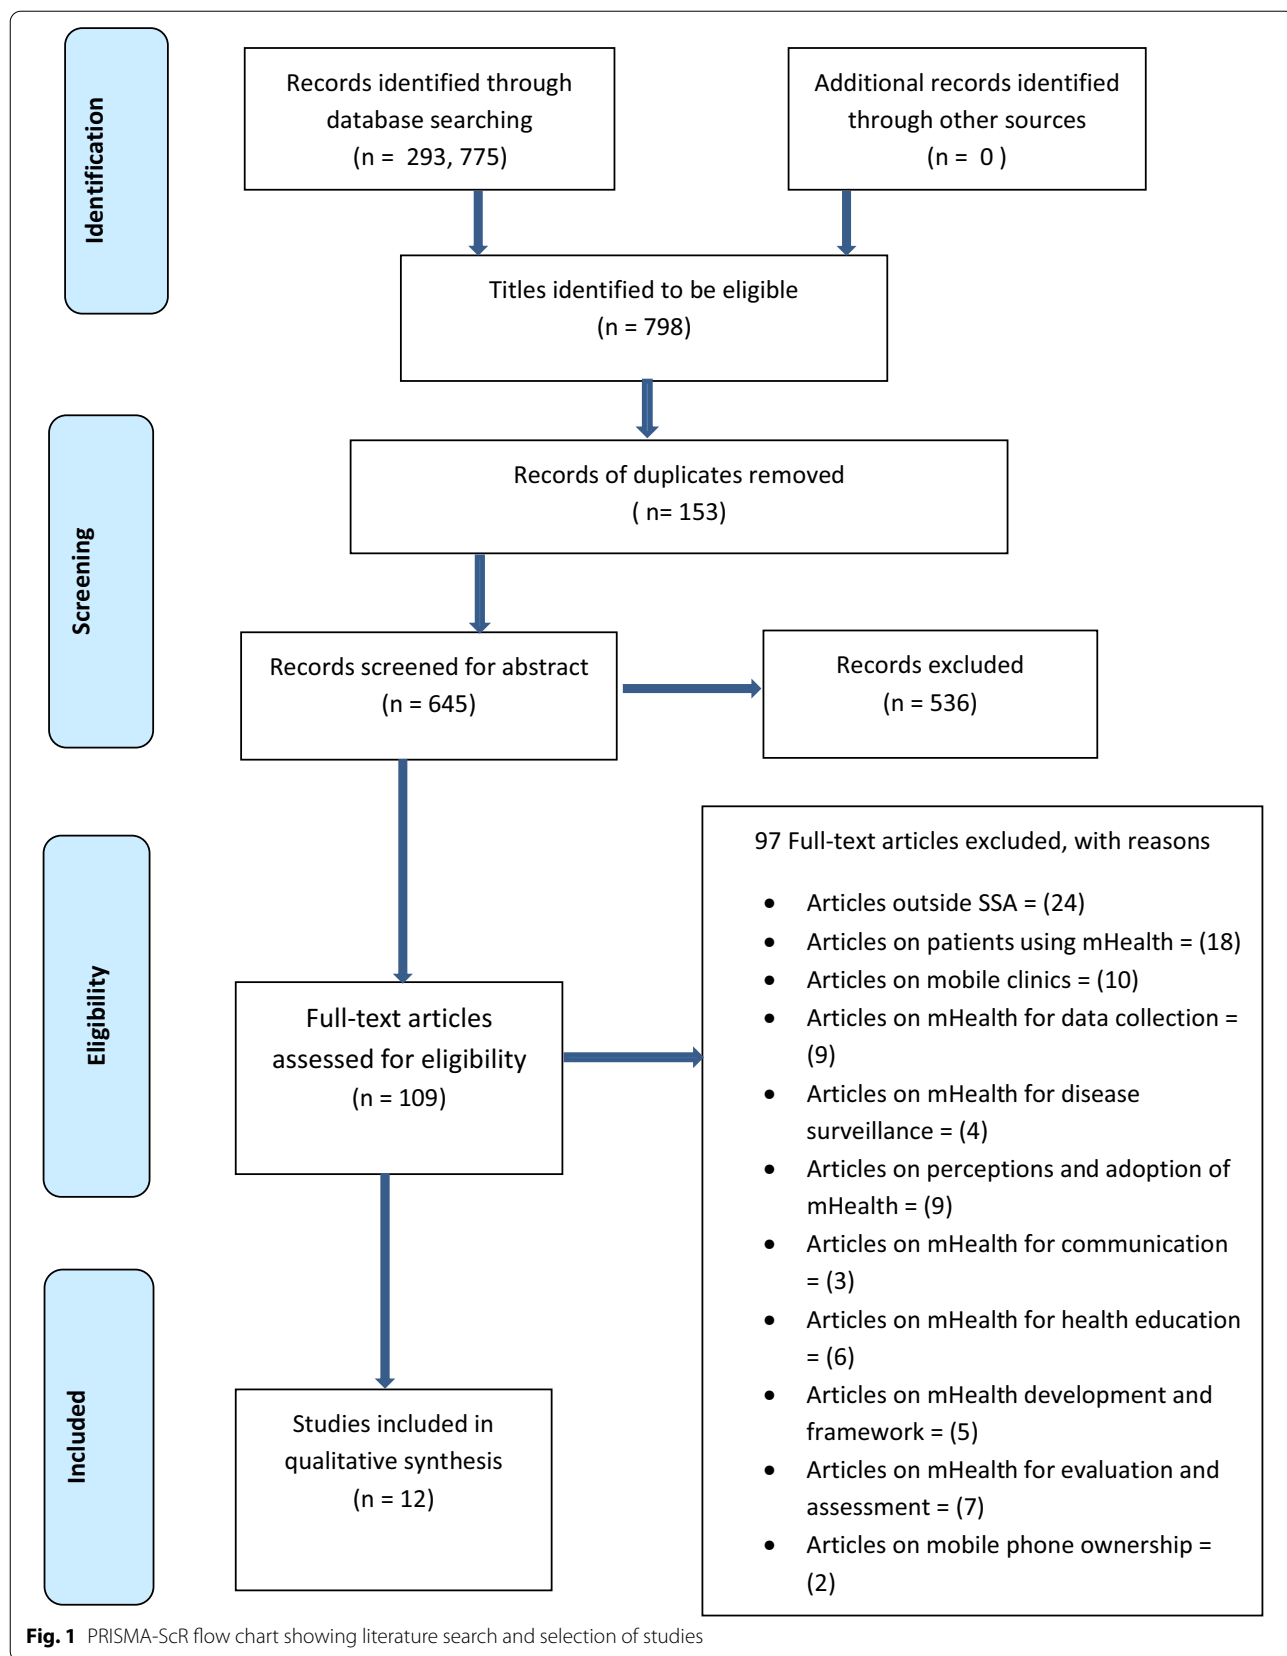 Identification
Records identified through
database searching
(n = 293, 775)
Additional records identified
through other sources
(n = 0 )
Titles identified to be eligible
(n = 798)
Screening
Records of duplicates removed
( n= 153)
Records screened for abstract
(n = 645)
Records excluded
(n = 536)
Eligibility
Full-text articles
assessed for eligibility
(n = 109)
97 Full-text articles excluded, with reasons
• Articles outside SSA = (24)
• Articles on patients using mHealth = (18)
• Articles on mobile clinics = (10)
• Articles on mHealth for data collection =
(9)
• Articles on mHealth for disease
surveillance = (4)
• Articles on perceptions and adoption of
mHealth = (9)
• Articles on mHealth for communication
= (3)
• Articles on mHealth for health education
= (6)
• Articles on mHealth development and
framework = (5)
• Articles on mHealth for evaluation and
assessment = (7)
• Articles on mobile phone ownership =
(2)
Included
Studies included in
qualitative synthesis
(n = 12)
Fig. 1 PRISMA-ScR flow chart showing literature search and selection of studies